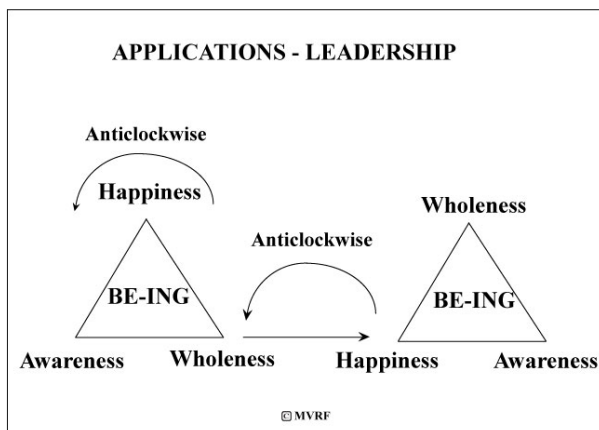 APPLICATIONS - LEADERSHIP
Anticlockwise
Happiness
BE-ING
Awareness
Wholeness
Anticlockwise
Wholeness
BE-ING
Happiness
Awareness
© MVRF